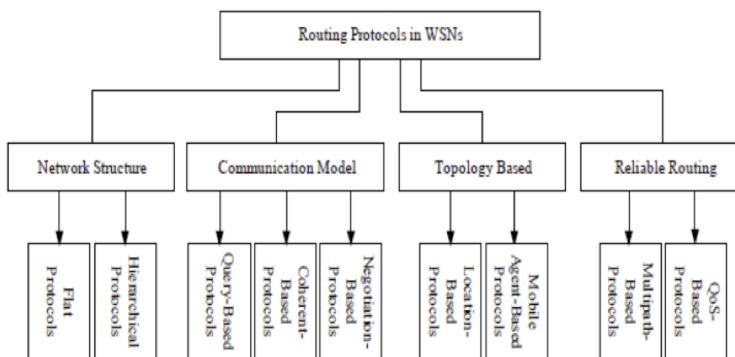 Routing Protocols in WSNs
Network Structure
Communication Model
Topology Based
Reliable Routing
Flat
Protocols
Hierarchical
Protocols
Query-Based
Protocols
Coherent-
Based
Protocols
Negotiation-
Based
Protocols
Location-
Based
Protocols
Mobile
Agent-Based
Protocols
Multipath-
Based
Protocols
QoS-
Based
Protocols